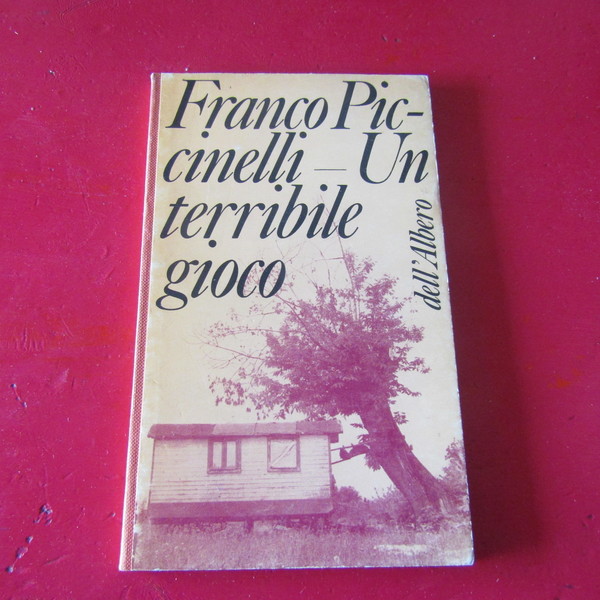 Franco Pic-
cinelli — Un
terribile
gioco
dell'Albero